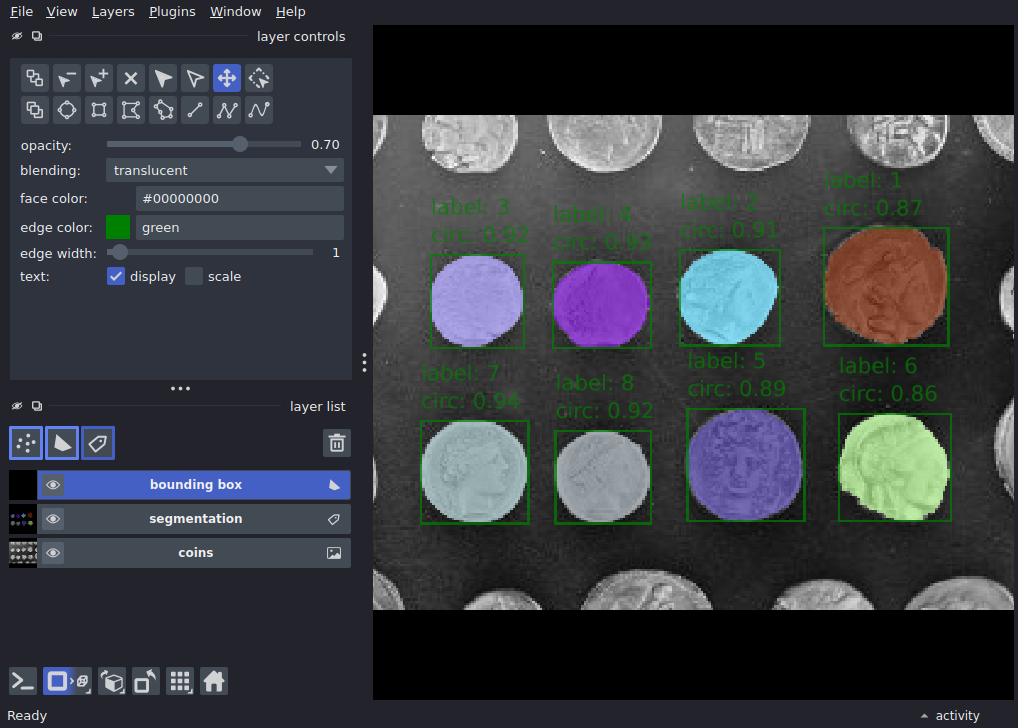 File View Layers Plugins Window Help
layer controls
opacity: 0.70
blending: translucent
face color: #00000000
edge color: green
edge width: 1
text: display scale
layer list
bounding box
segmentation
coins
label: 1
circ: 0.87
label: 2
circ: 0.91
label: 3
circ: 0.92
label: 4
circ: 0.93
label: 5
circ: 0.89
label: 6
circ: 0.86
label: 7
circ: 0.94
label: 8
circ: 0.92
Ready
activity